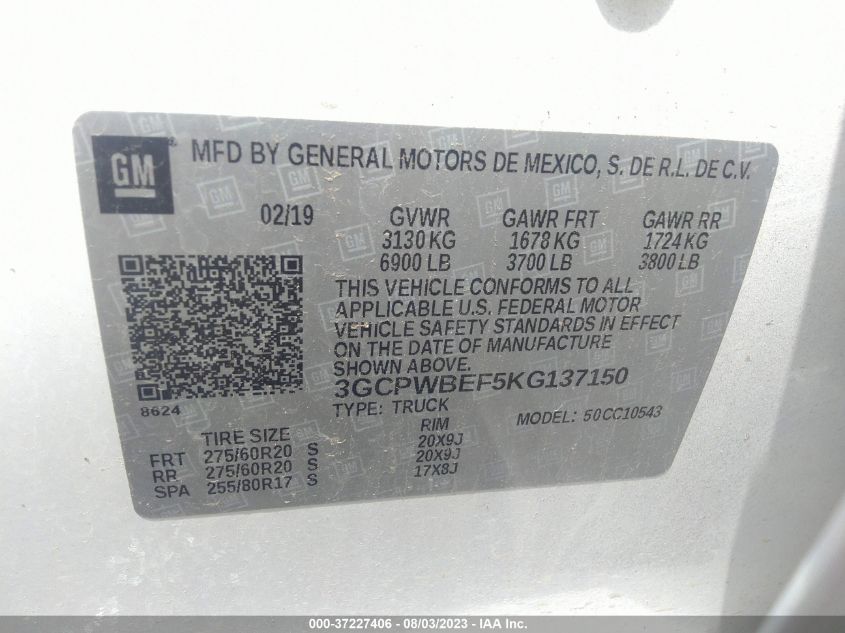 GM
MFD BY GENERAL MOTORS DE MEXICO, S. DE R.L. DE C.V.
02/19 GVWR GAWR FRT GAWR RR
3130 KG 1678 KG 1724 KG
6900 LB 3700 LB 3800 LB
THIS VEHICLE CONFORMS TO ALL
APPLICABLE U.S. FEDERAL MOTOR
VEHICLE SAFETY STANDARDS IN EFFECT
ON THE DATE OF MANUFACTURE
SHOWN ABOVE.
3GCPWBEF5KG137150
8624 TYPE: TRUCK MODEL: 50CC10543
TIRE SIZE RIM
FRT 275/60R20 S 20X9J
RR 275/60R20 S 20X9J
SPA 255/80R17 S 17X8J
000-37227406 - 08/03/2023 - IAA Inc.